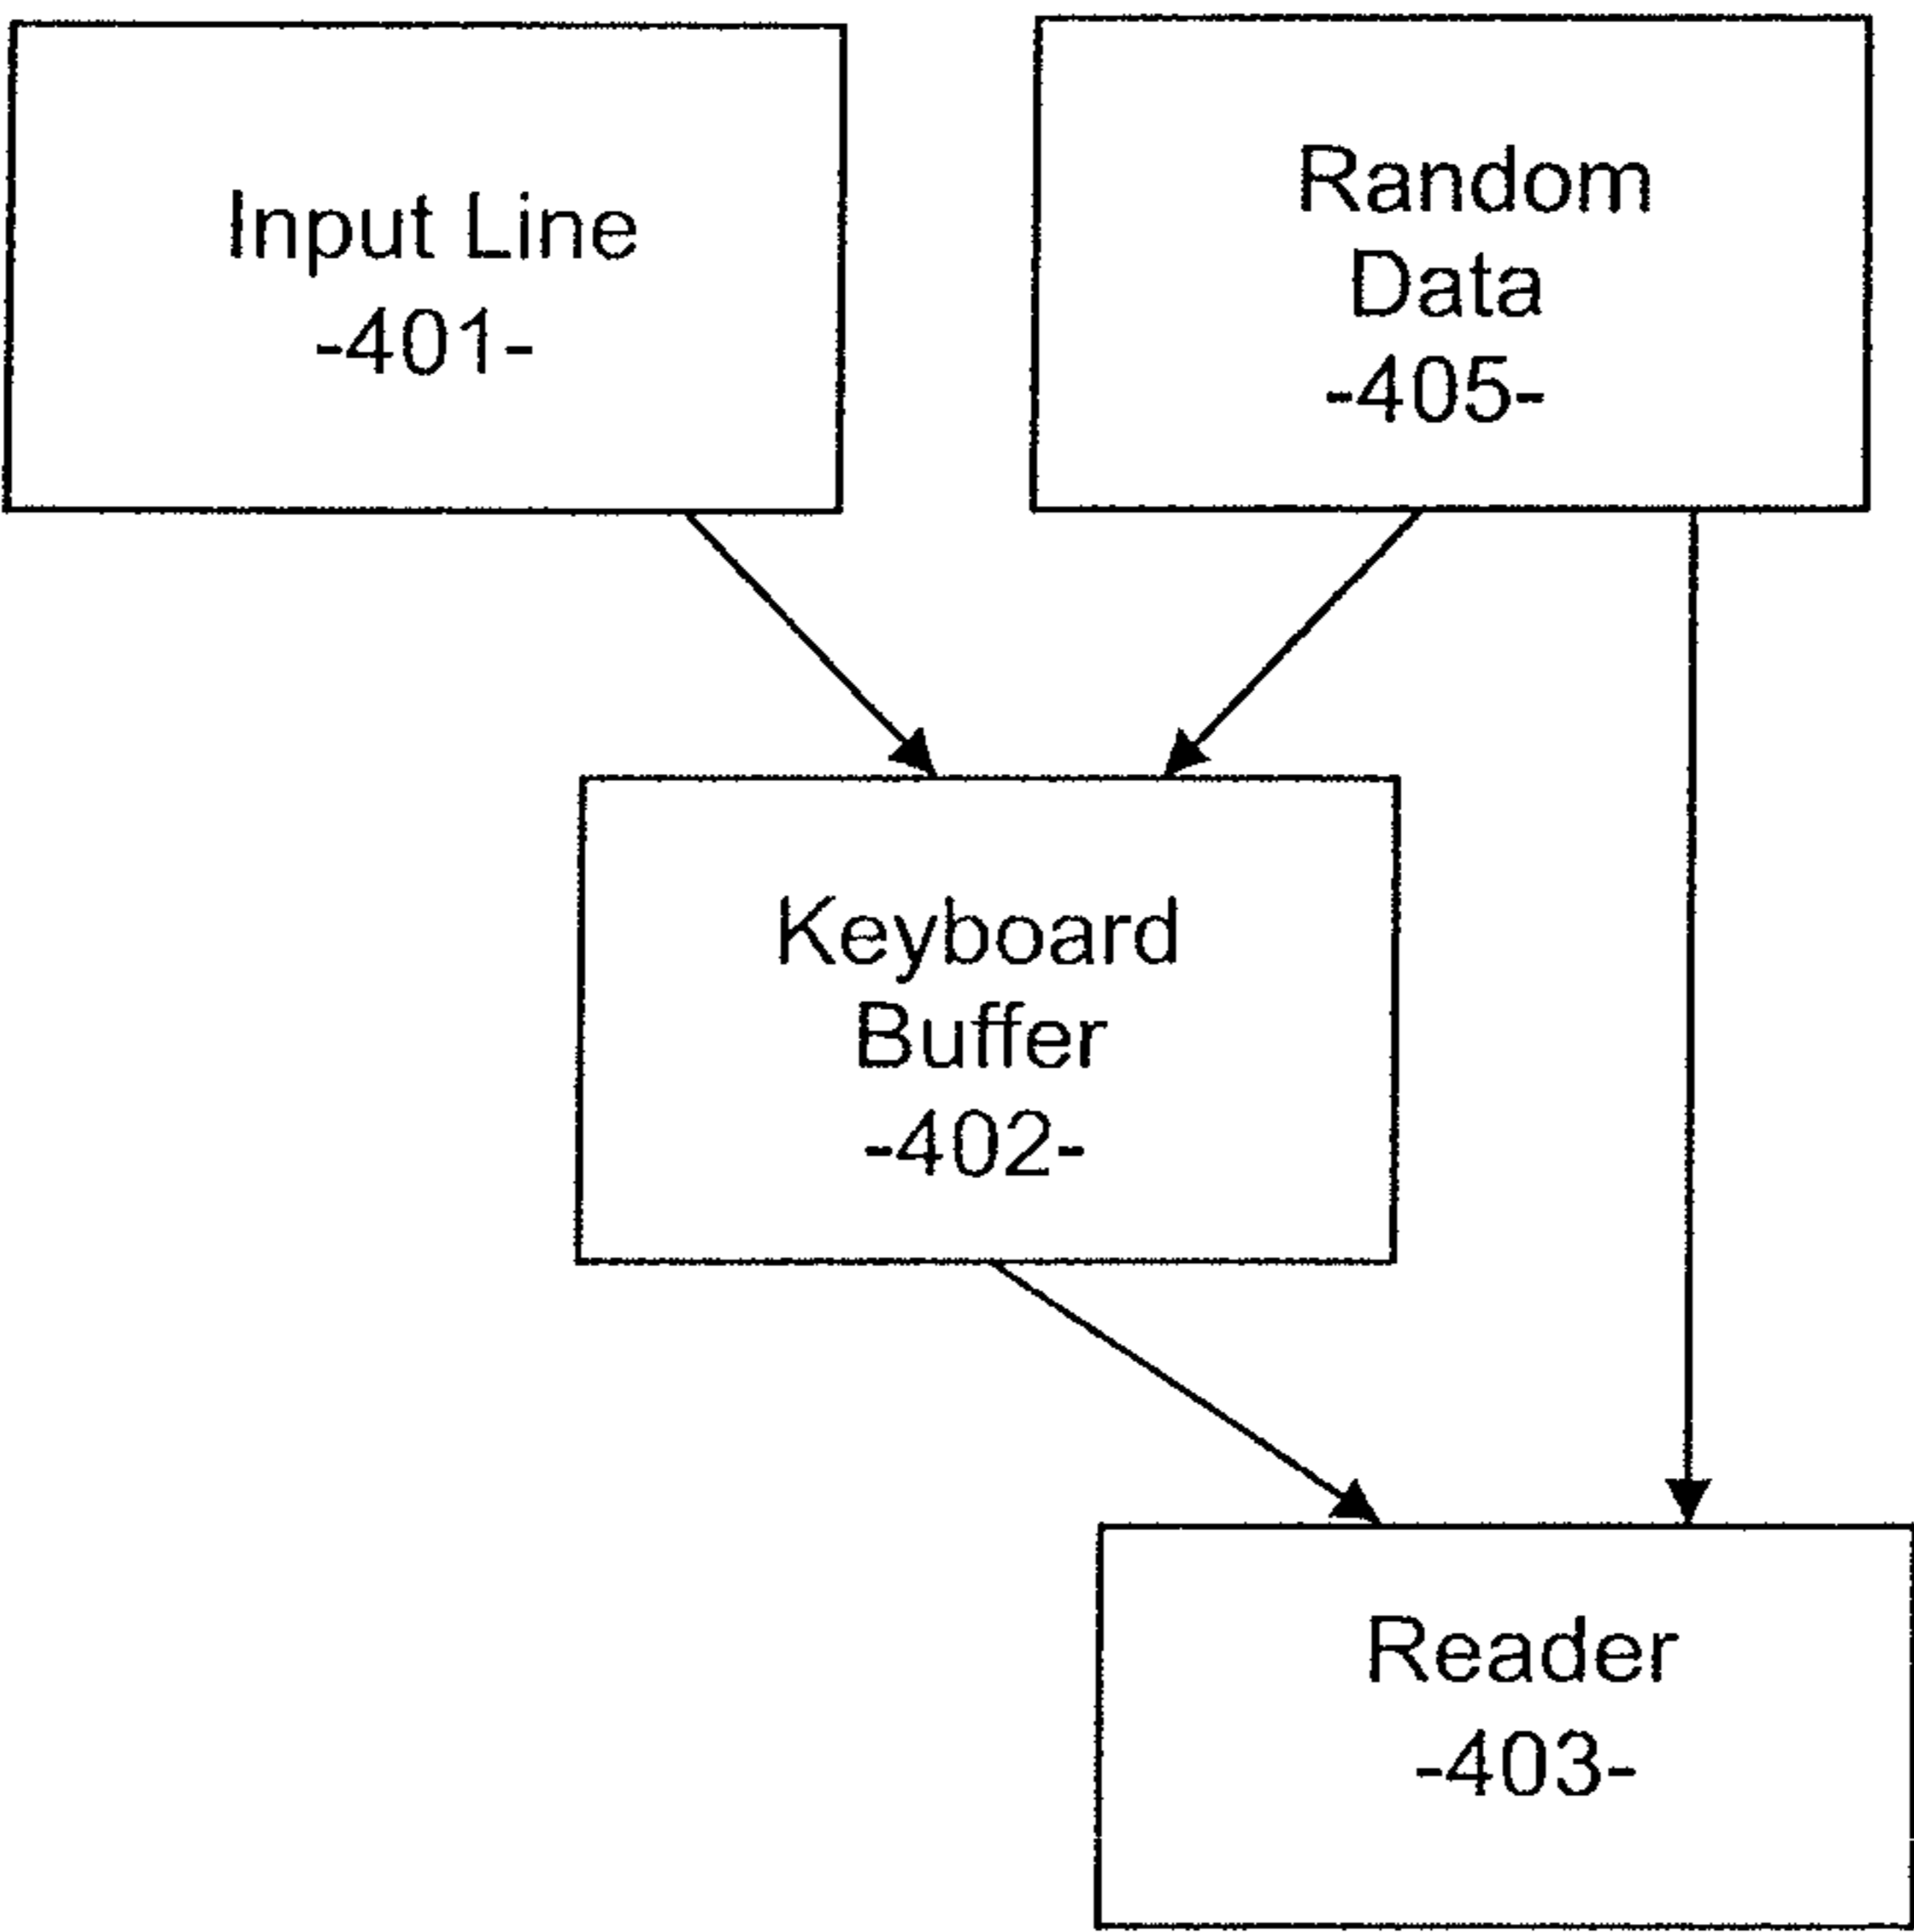 Input Line
-401-
Random
Data
-405-
Keyboard
Buffer
-402-
Reader
-403-